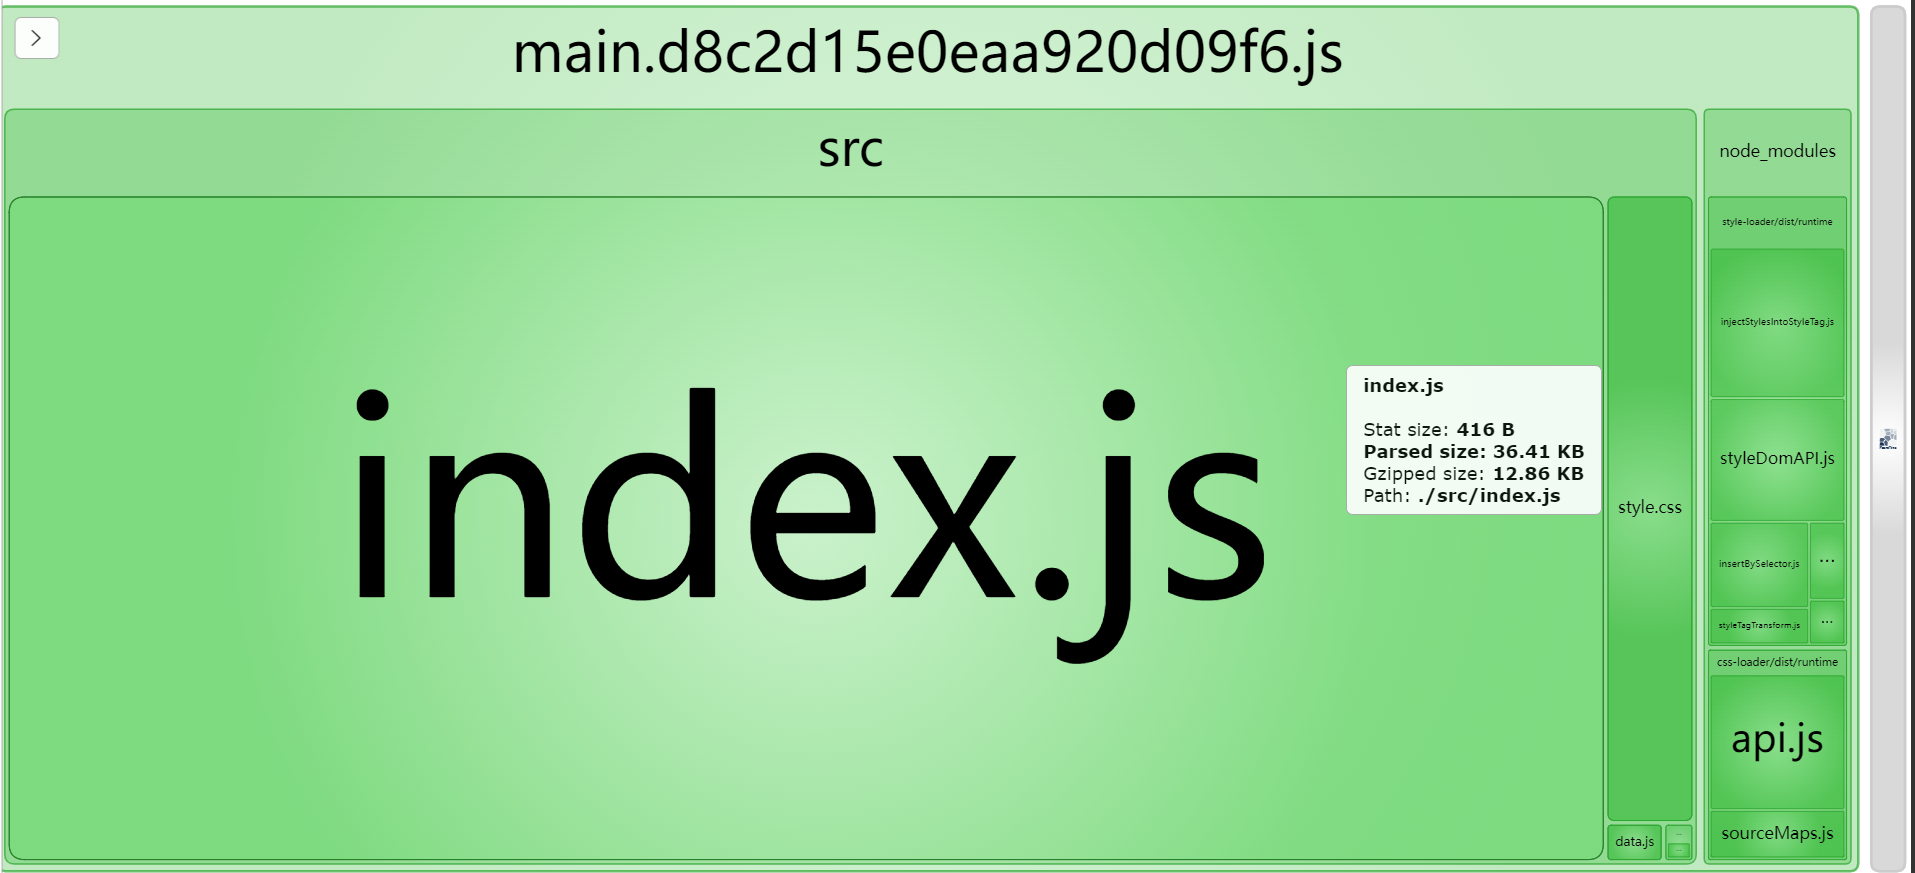 main.d8c2d15e0eaa920d09f6.js
src
index.js
index.js
Stat size: 416 B
Parsed size: 36.41 KB
Gzipped size: 12.86 KB
Path: ./src/index.js
style.css
data.js
...
...
node_modules
style-loader/dist/runtime
injectStylesIntoStyleTag.js
styleDomAPI.js
insertBySelector.js
...
styleTagTransform.js
...
css-loader/dist/runtime
api.js
sourceMaps.js